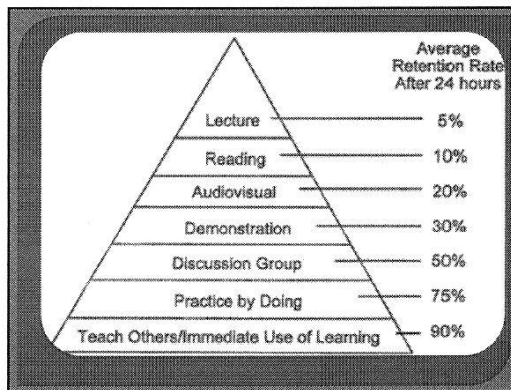 Average
Retention Rate
After 24 hours
Lecture 5%
Reading 10%
Audiovisual 20%
Demonstration 30%
Discussion Group 50%
Practice by Doing 75%
Teach Others/Immediate Use of Learning 90%